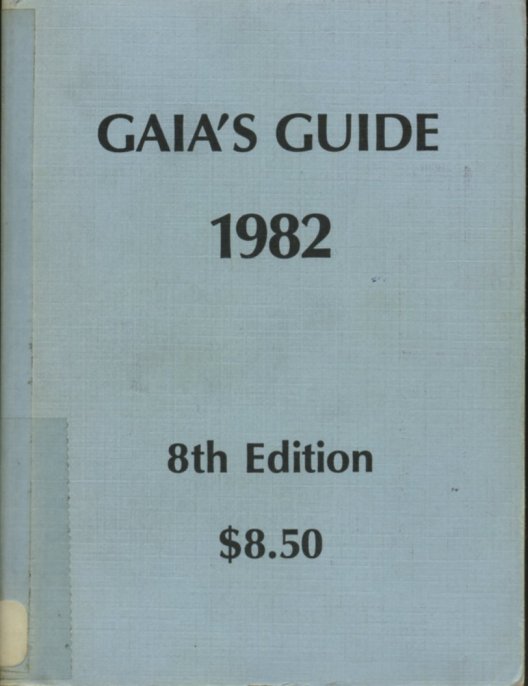 GAIA'S GUIDE
1982
8th Edition
$8.50